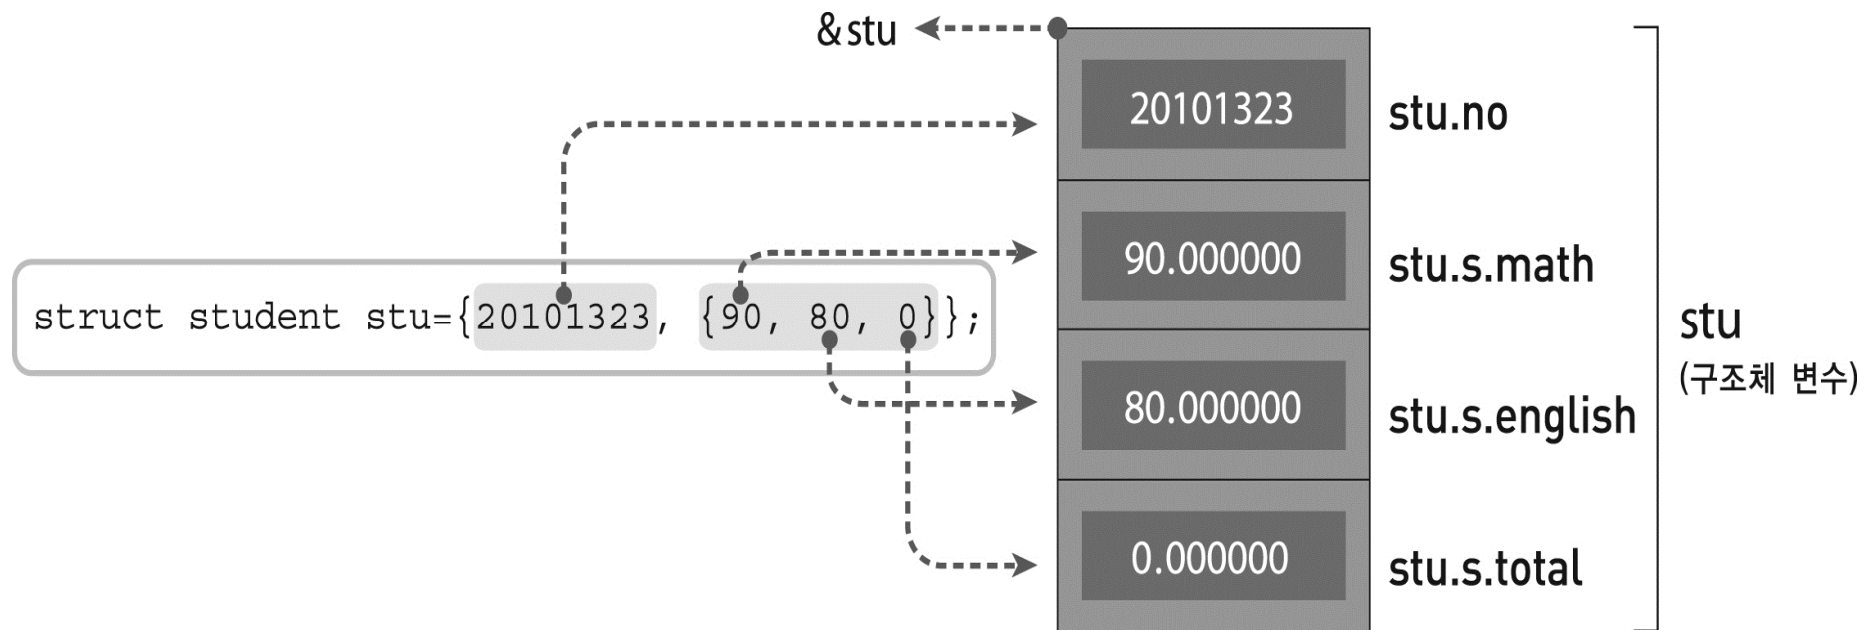 &stu
20101323
stu.no
90.000000
stu.s.math
struct student stu={20101323, {90, 80, 0}};
stu
(구조체 변수)
80.000000
stu.s.english
0.000000
stu.s.total